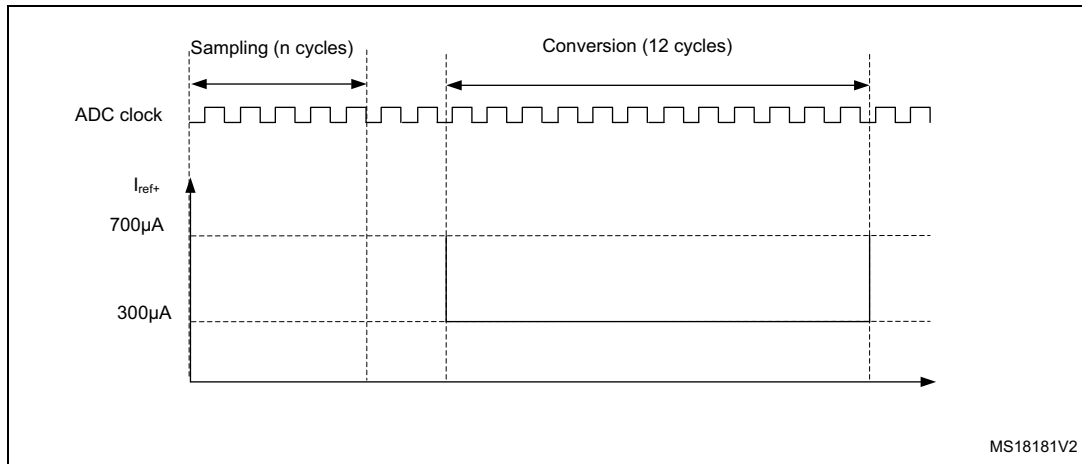 Sampling (n cycles)
Conversion (12 cycles)
ADC clock
Iref+
700µA
300µA
MS18181V2